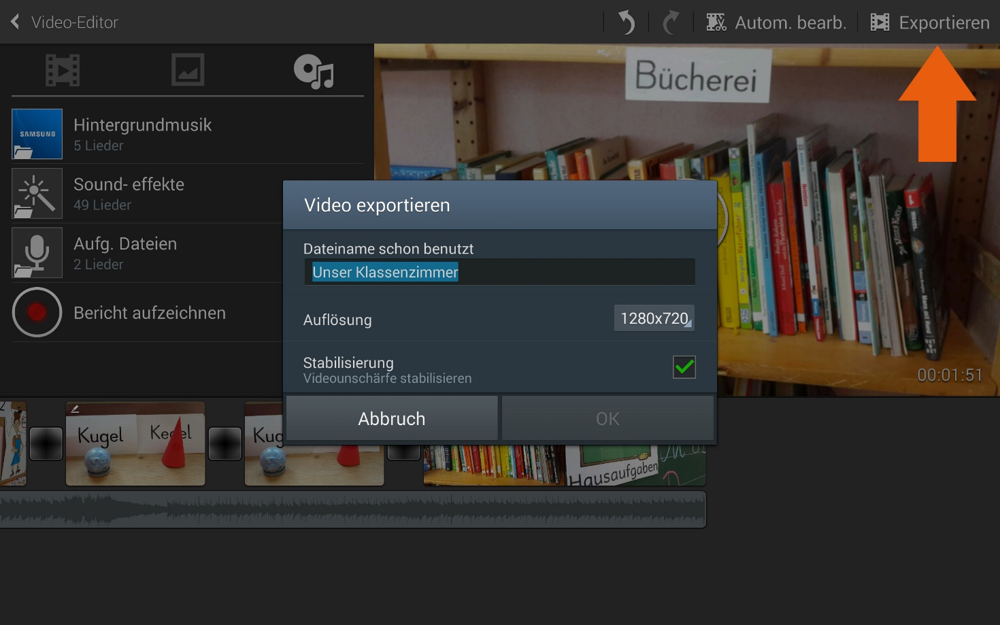 Video-Editor
Autom. bearb.
Exportieren
Bücherei
SAMSUNG
Hintergrundmusik
5 Lieder
Sound- effekte
49 Lieder
Aufg. Dateien
2 Lieder
Bericht aufzeichnen
Video exportieren
Dateiname schon benutzt
Unser Klassenzimmer
Auflösung
1280x720
Stabilisierung
Videounschärfe stabilisieren
Abbruch
OK
00:01:51
Kugel
Kegel
Kug
Hausaufgaben